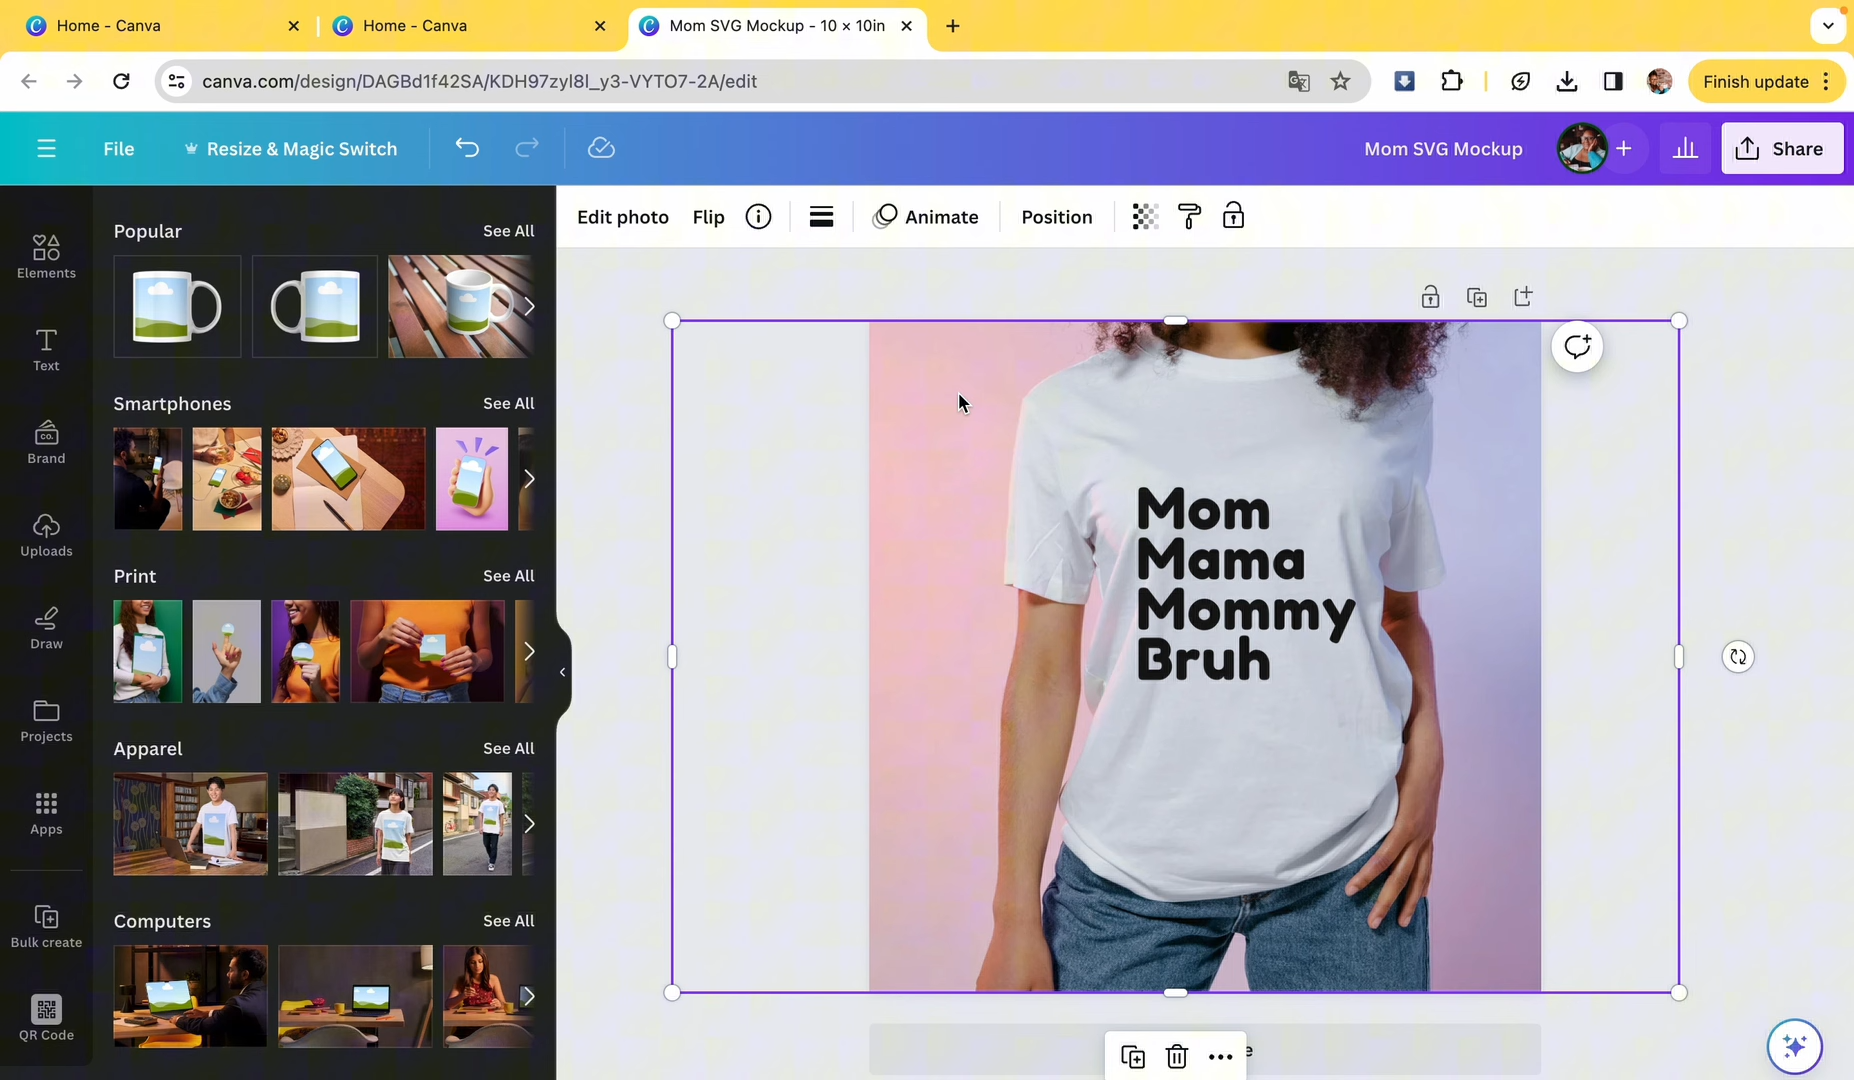 Home - Canva
Home - Canva
Mom SVG Mockup - 10 × 10in
canva.com/design/DAGBd1f42SA/KDH97zyl8l_y3-VYTO7-2A/edit
Finish update
File
Resize & Magic Switch
Mom SVG Mockup
Share
Edit photo
Flip
Animate
Position
Elements
Text
CO.
Brand
Uploads
Draw
Projects
Apps
Bulk create
QR Code
Popular
See All
Smartphones
See All
Print
See All
Apparel
See All
Computers
See All
Mom
Mama
Mommy
Bruh